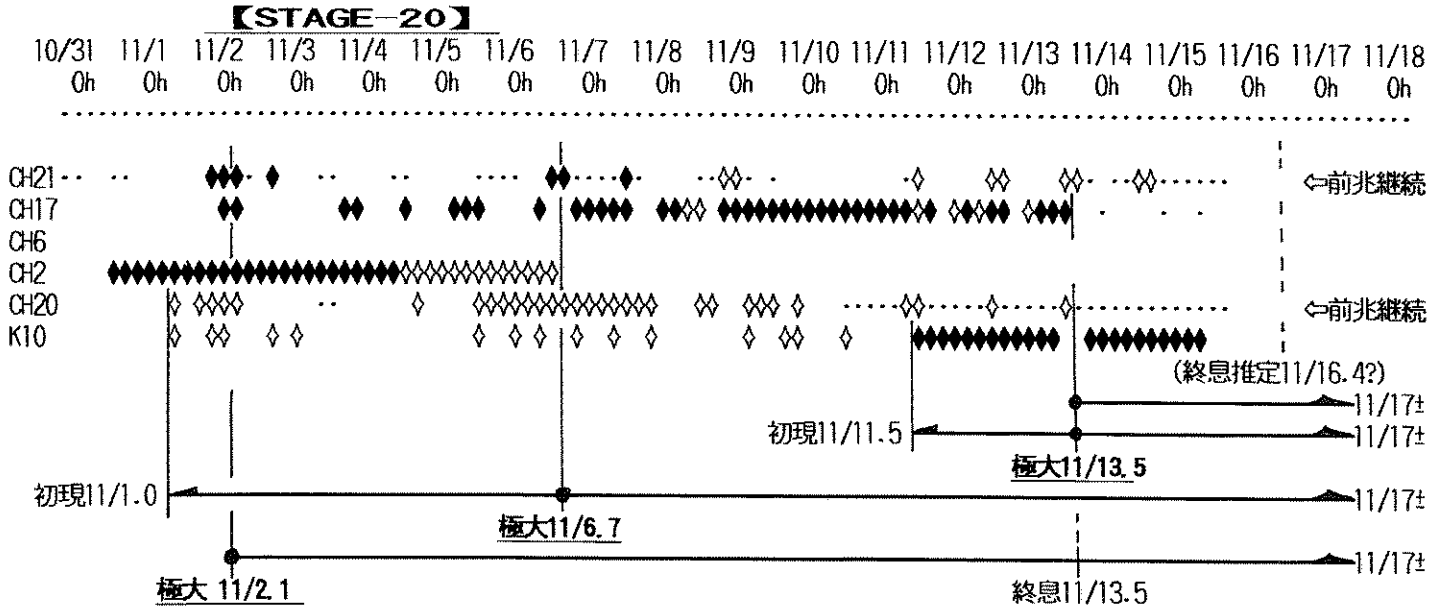 【STAGE-20】
10/31 11/1 11/2 11/3 11/4 11/5 11/6 11/7 11/8 11/9 11/10 11/11 11/12 11/13 11/14 11/15 11/16 11/17 11/18
0h 0h 0h 0h 0h 0h 0h 0h 0h 0h 0h 0h 0h 0h 0h 0h 0h 0h 0h
CH21 ⇦前兆継続
CH17
CH6
CH2
CH20 ⇦前兆継続
K10
(終息推定11/16.4?)
11/17±
初現11/11.5 11/17±
極大11/13.5
初現11/1.0 11/17±
極大11/6.7
11/17±
極大 11/2.1 終息11/13.5